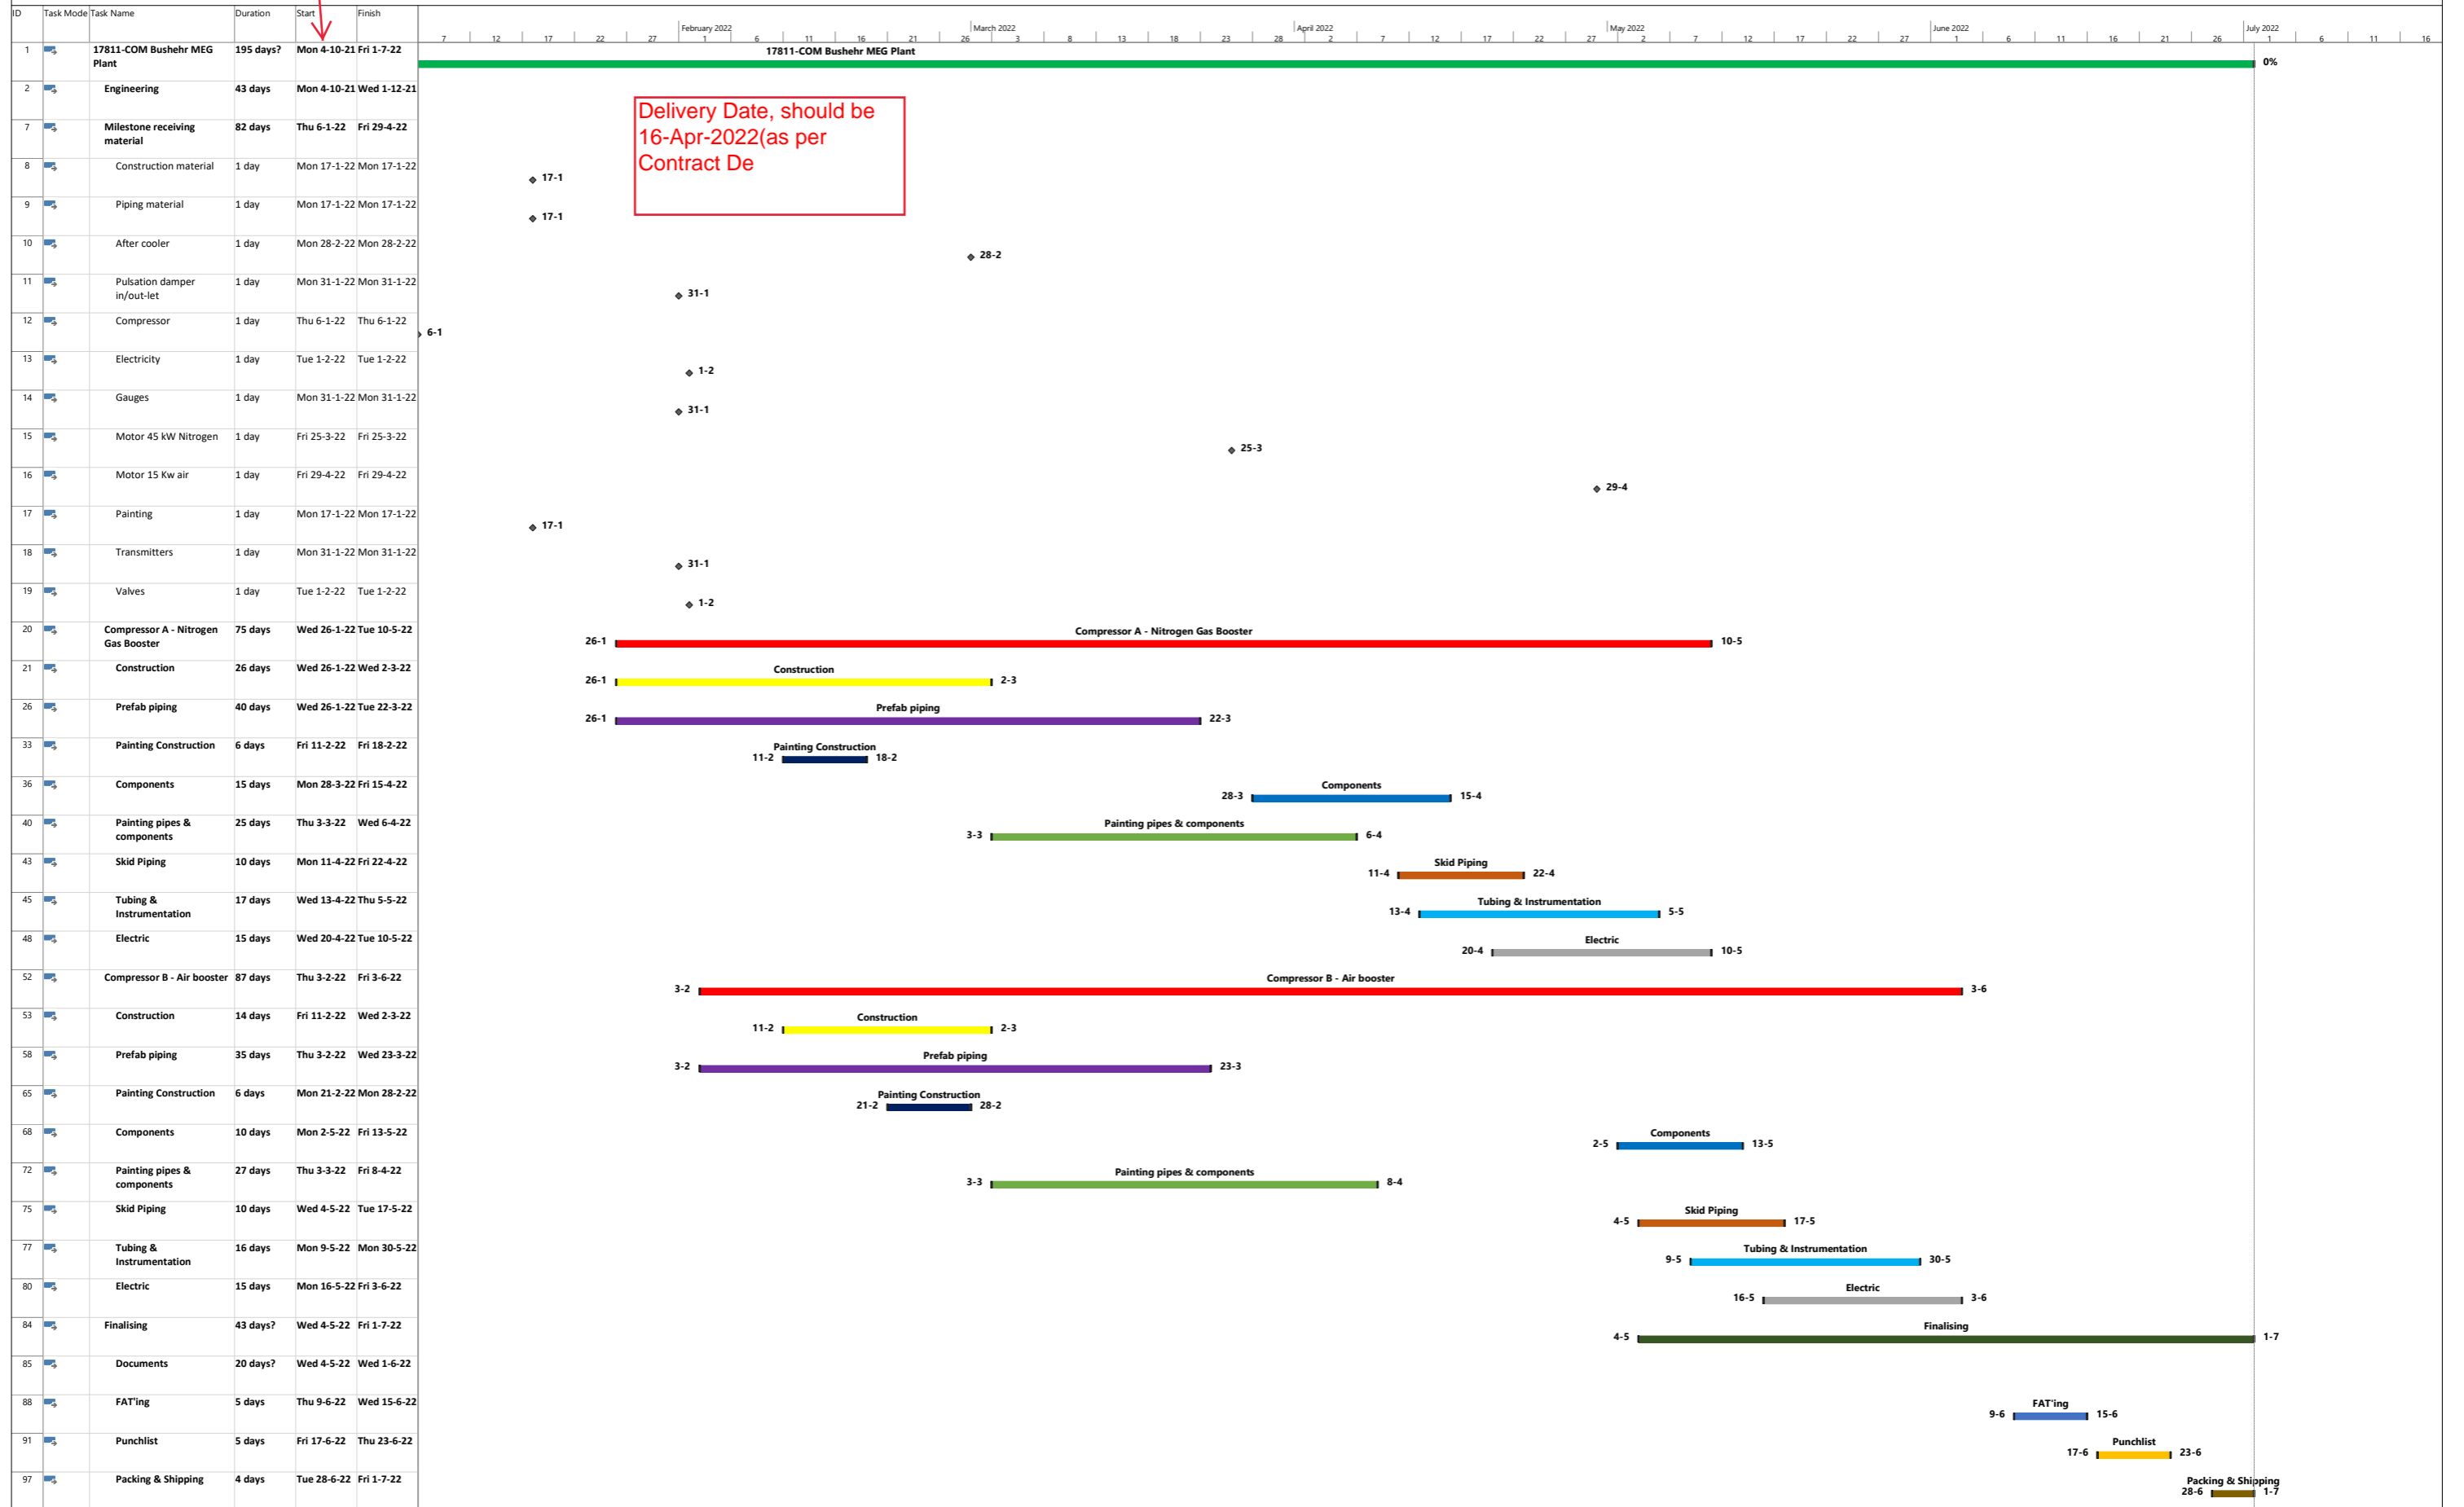 ID Task Mode Task Name Duration Start Finish
February 2022 March 2022 April 2022 May 2022 June 2022 July 2022
7 12 17 22 27 1 6 11 16 21 26 3 8 13 18 23 28 2 7 12 17 22 27 2 7 12 17 22 27 1 6 11 16 21 26 1 6 11 16
1 17811-COM Bushehr MEG 195 days? Mon 4-10-21 Fri 1-7-22 17811-COM Bushehr MEG Plant
Plant 0%
2 Engineering 43 days Mon 4-10-21 Wed 1-12-21
Delivery Date, should be
16-Apr-2022(as per
Contract De
7 Milestone receiving 82 days Thu 6-1-22 Fri 29-4-22
material
8 Construction material 1 day Mon 17-1-22 Mon 17-1-22
17-1
9 Piping material 1 day Mon 17-1-22 Mon 17-1-22
17-1
10 After cooler 1 day Mon 28-2-22 Mon 28-2-22
28-2
11 Pulsation damper 1 day Mon 31-1-22 Mon 31-1-22
in/out-let 31-1
12 Compressor 1 day Thu 6-1-22 Thu 6-1-22
6-1
13 Electricity 1 day Tue 1-2-22 Tue 1-2-22
1-2
14 Gauges 1 day Mon 31-1-22 Mon 31-1-22
31-1
15 Motor 45 kW Nitrogen 1 day Fri 25-3-22 Fri 25-3-22
25-3
16 Motor 15 Kw air 1 day Fri 29-4-22 Fri 29-4-22
29-4
17 Painting 1 day Mon 17-1-22 Mon 17-1-22
17-1
18 Transmitters 1 day Mon 31-1-22 Mon 31-1-22
31-1
19 Valves 1 day Tue 1-2-22 Tue 1-2-22
1-2
20 Compressor A - Nitrogen 75 days Wed 26-1-22 Tue 10-5-22 Compressor A - Nitrogen Gas Booster
Gas Booster 26-1 10-5
21 Construction 26 days Wed 26-1-22 Wed 2-3-22 Construction
26-1 2-3
26 Prefab piping 40 days Wed 26-1-22 Tue 22-3-22 Prefab piping
26-1 22-3
33 Painting Construction 6 days Fri 11-2-22 Fri 18-2-22 Painting Construction
11-2 18-2
36 Components 15 days Mon 28-3-22 Fri 15-4-22 Components
28-3 15-4
40 Painting pipes & 25 days Thu 3-3-22 Wed 6-4-22 Painting pipes & components
components 3-3 6-4
43 Skid Piping 10 days Mon 11-4-22 Fri 22-4-22 Skid Piping
11-4 22-4
45 Tubing & 17 days Wed 13-4-22 Thu 5-5-22 Tubing & Instrumentation
Instrumentation 13-4 5-5
48 Electric 15 days Wed 20-4-22 Tue 10-5-22 Electric
20-4 10-5
52 Compressor B - Air booster 87 days Thu 3-2-22 Fri 3-6-22 Compressor B - Air booster
3-2 3-6
53 Construction 14 days Fri 11-2-22 Wed 2-3-22 Construction
11-2 2-3
58 Prefab piping 35 days Thu 3-2-22 Wed 23-3-22 Prefab piping
3-2 23-3
65 Painting Construction 6 days Mon 21-2-22 Mon 28-2-22 Painting Construction
21-2 28-2
68 Components 10 days Mon 2-5-22 Fri 13-5-22 Components
2-5 13-5
72 Painting pipes & 27 days Thu 3-3-22 Fri 8-4-22 Painting pipes & components
components 3-3 8-4
75 Skid Piping 10 days Wed 4-5-22 Tue 17-5-22 Skid Piping
4-5 17-5
77 Tubing & 16 days Mon 9-5-22 Mon 30-5-22 Tubing & Instrumentation
Instrumentation 9-5 30-5
80 Electric 15 days Mon 16-5-22 Fri 3-6-22 Electric
16-5 3-6
84 Finalising 43 days? Wed 4-5-22 Fri 1-7-22 Finalising
4-5 1-7
85 Documents 20 days? Wed 4-5-22 Wed 1-6-22
88 FAT'ing 5 days Thu 9-6-22 Wed 15-6-22 FAT'ing
9-6 15-6
91 Punchlist 5 days Fri 17-6-22 Thu 23-6-22 Punchlist
17-6 23-6
97 Packing & Shipping 4 days Tue 28-6-22 Fri 1-7-22 Packing & Shipping
28-6 1-7